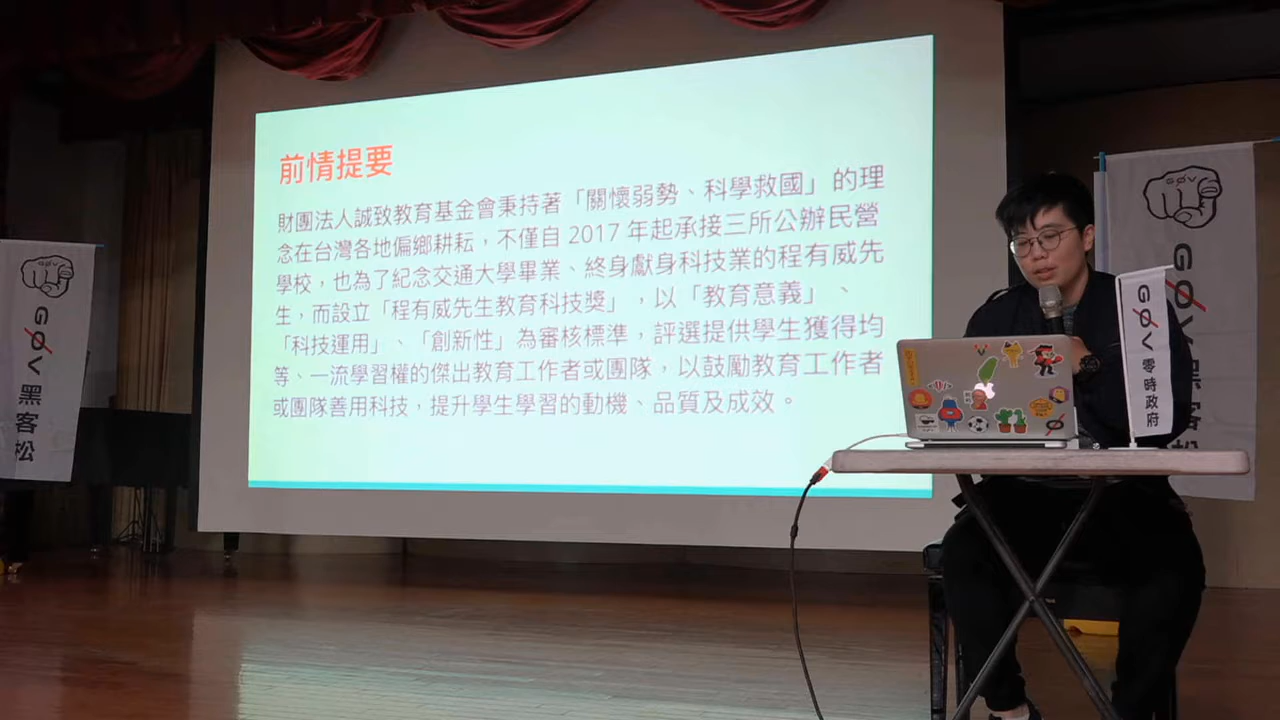 前情提要
財團法人誠致教育基金會秉持著「關懷弱勢、科學救國」的理
念在台灣各地偏鄉耕耘，不僅自 2017 年起承接三所公辦民營
學校，也為了紀念交通大學畢業、終身獻身科技業的程有威先
生，而設立「程有威先生教育科技獎」，以「教育意義」、
「科技運用」、「創新性」為審核標準，評選提供學生獲得均
等、一流學習權的傑出教育工作者或團隊，以鼓勵教育工作者
或團隊善用科技，提升學生學習的動機、品質及成效。
G0V 黑客松
G0V 零時政府
G0V
G0V 黑客松